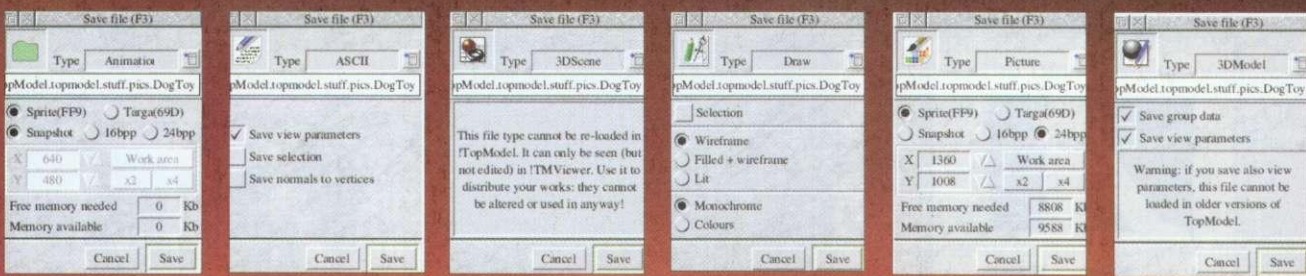 Save file (F3)
Type Animation
pModel.topmodel.stuff.pics.DogToy
Sprite(FF9) Targa(69D)
Snapshot 16bpp 24bpp
X 640 Work area
Y 480 x2 x4
Free memory needed 0 Kb
Memory available 0 Kb
Cancel Save
Save file (F3)
Type ASCII
pModel.topmodel.stuff.pics.DogToy
Save view parameters
Save selection
Save normals to vertices
Cancel Save
Save file (F3)
Type 3DScene
pModel.topmodel.stuff.pics.DogToy
This file type cannot be re-loaded in
!TopModel. It can only be seen (but
not edited) in !TMViewer. Use it to
distribute your works: they cannot
be altered or used in anyway!
Cancel Save
Save file (F3)
Type Draw
pModel.topmodel.stuff.pics.DogToy
Selection
Wireframe
Filled + wireframe
Lit
Monochrome
Colours
Cancel Save
Save file (F3)
Type Picture
pModel.topmodel.stuff.pics.DogToy
Sprite(FF9) Targa(69D)
Snapshot 16bpp 24bpp
X 1360 Work area
Y 1008 x2 x4
Free memory needed 8808 Kb
Memory available 9588 Kb
Cancel Save
Save file (F3)
Type 3DModel
pModel.topmodel.stuff.pics.DogToy
Save group data
Save view parameters
Warning: if you save also view
parameters, this file cannot be
loaded in older versions of
TopModel.
Cancel Save